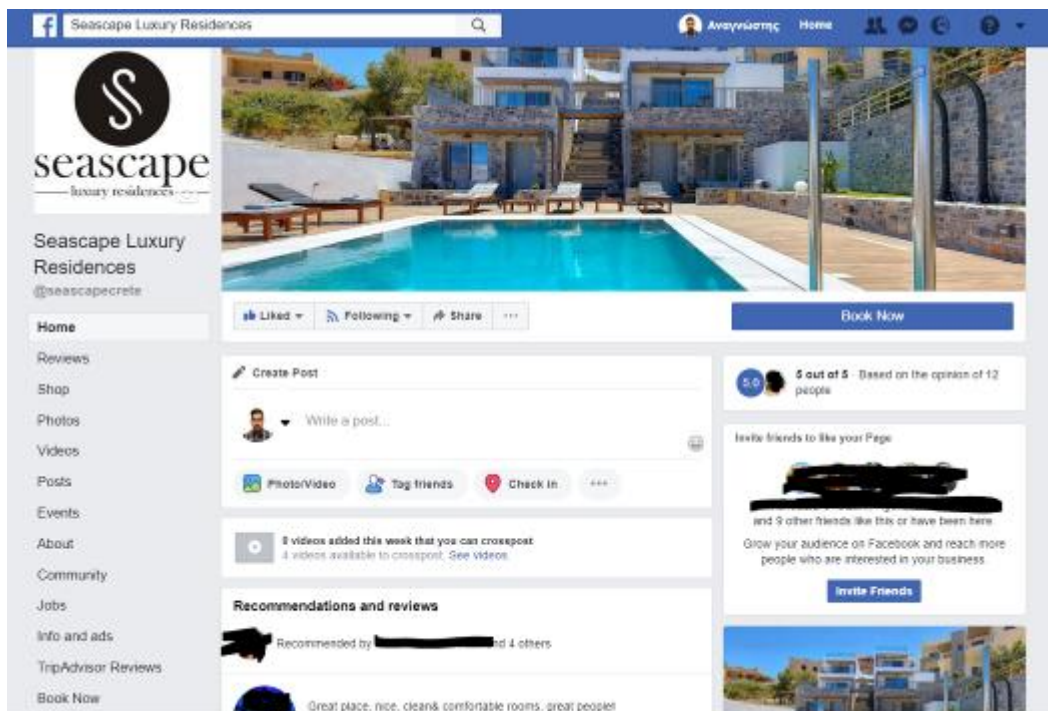 Seascape Luxury Residences
Αναγνώστης
Home
seascape
luxury residences
Seascape Luxury
Residences
@seascapecrete
Home
Reviews
Shop
Photos
Videos
Posts
Events
About
Community
Jobs
Info and ads
TripAdvisor Reviews
Book Now
Liked
Following
Share
Book Now
Create Post
Write a post...
Photo/Video
Tag friends
Check in
videos added this week that you can crosspost
4 videos available to crosspost. See videos
Recommendations and reviews
Recommended by
nd 4 others
Great place, nice, clean& comfortable rooms, great people!
5,0
5 out of 5 · Based on the opinion of 12
people
Invite friends to like your Page
and 9 other friends like this or have been here
Grow your audience on Facebook and reach more
people who are interested in your business
Invite Friends